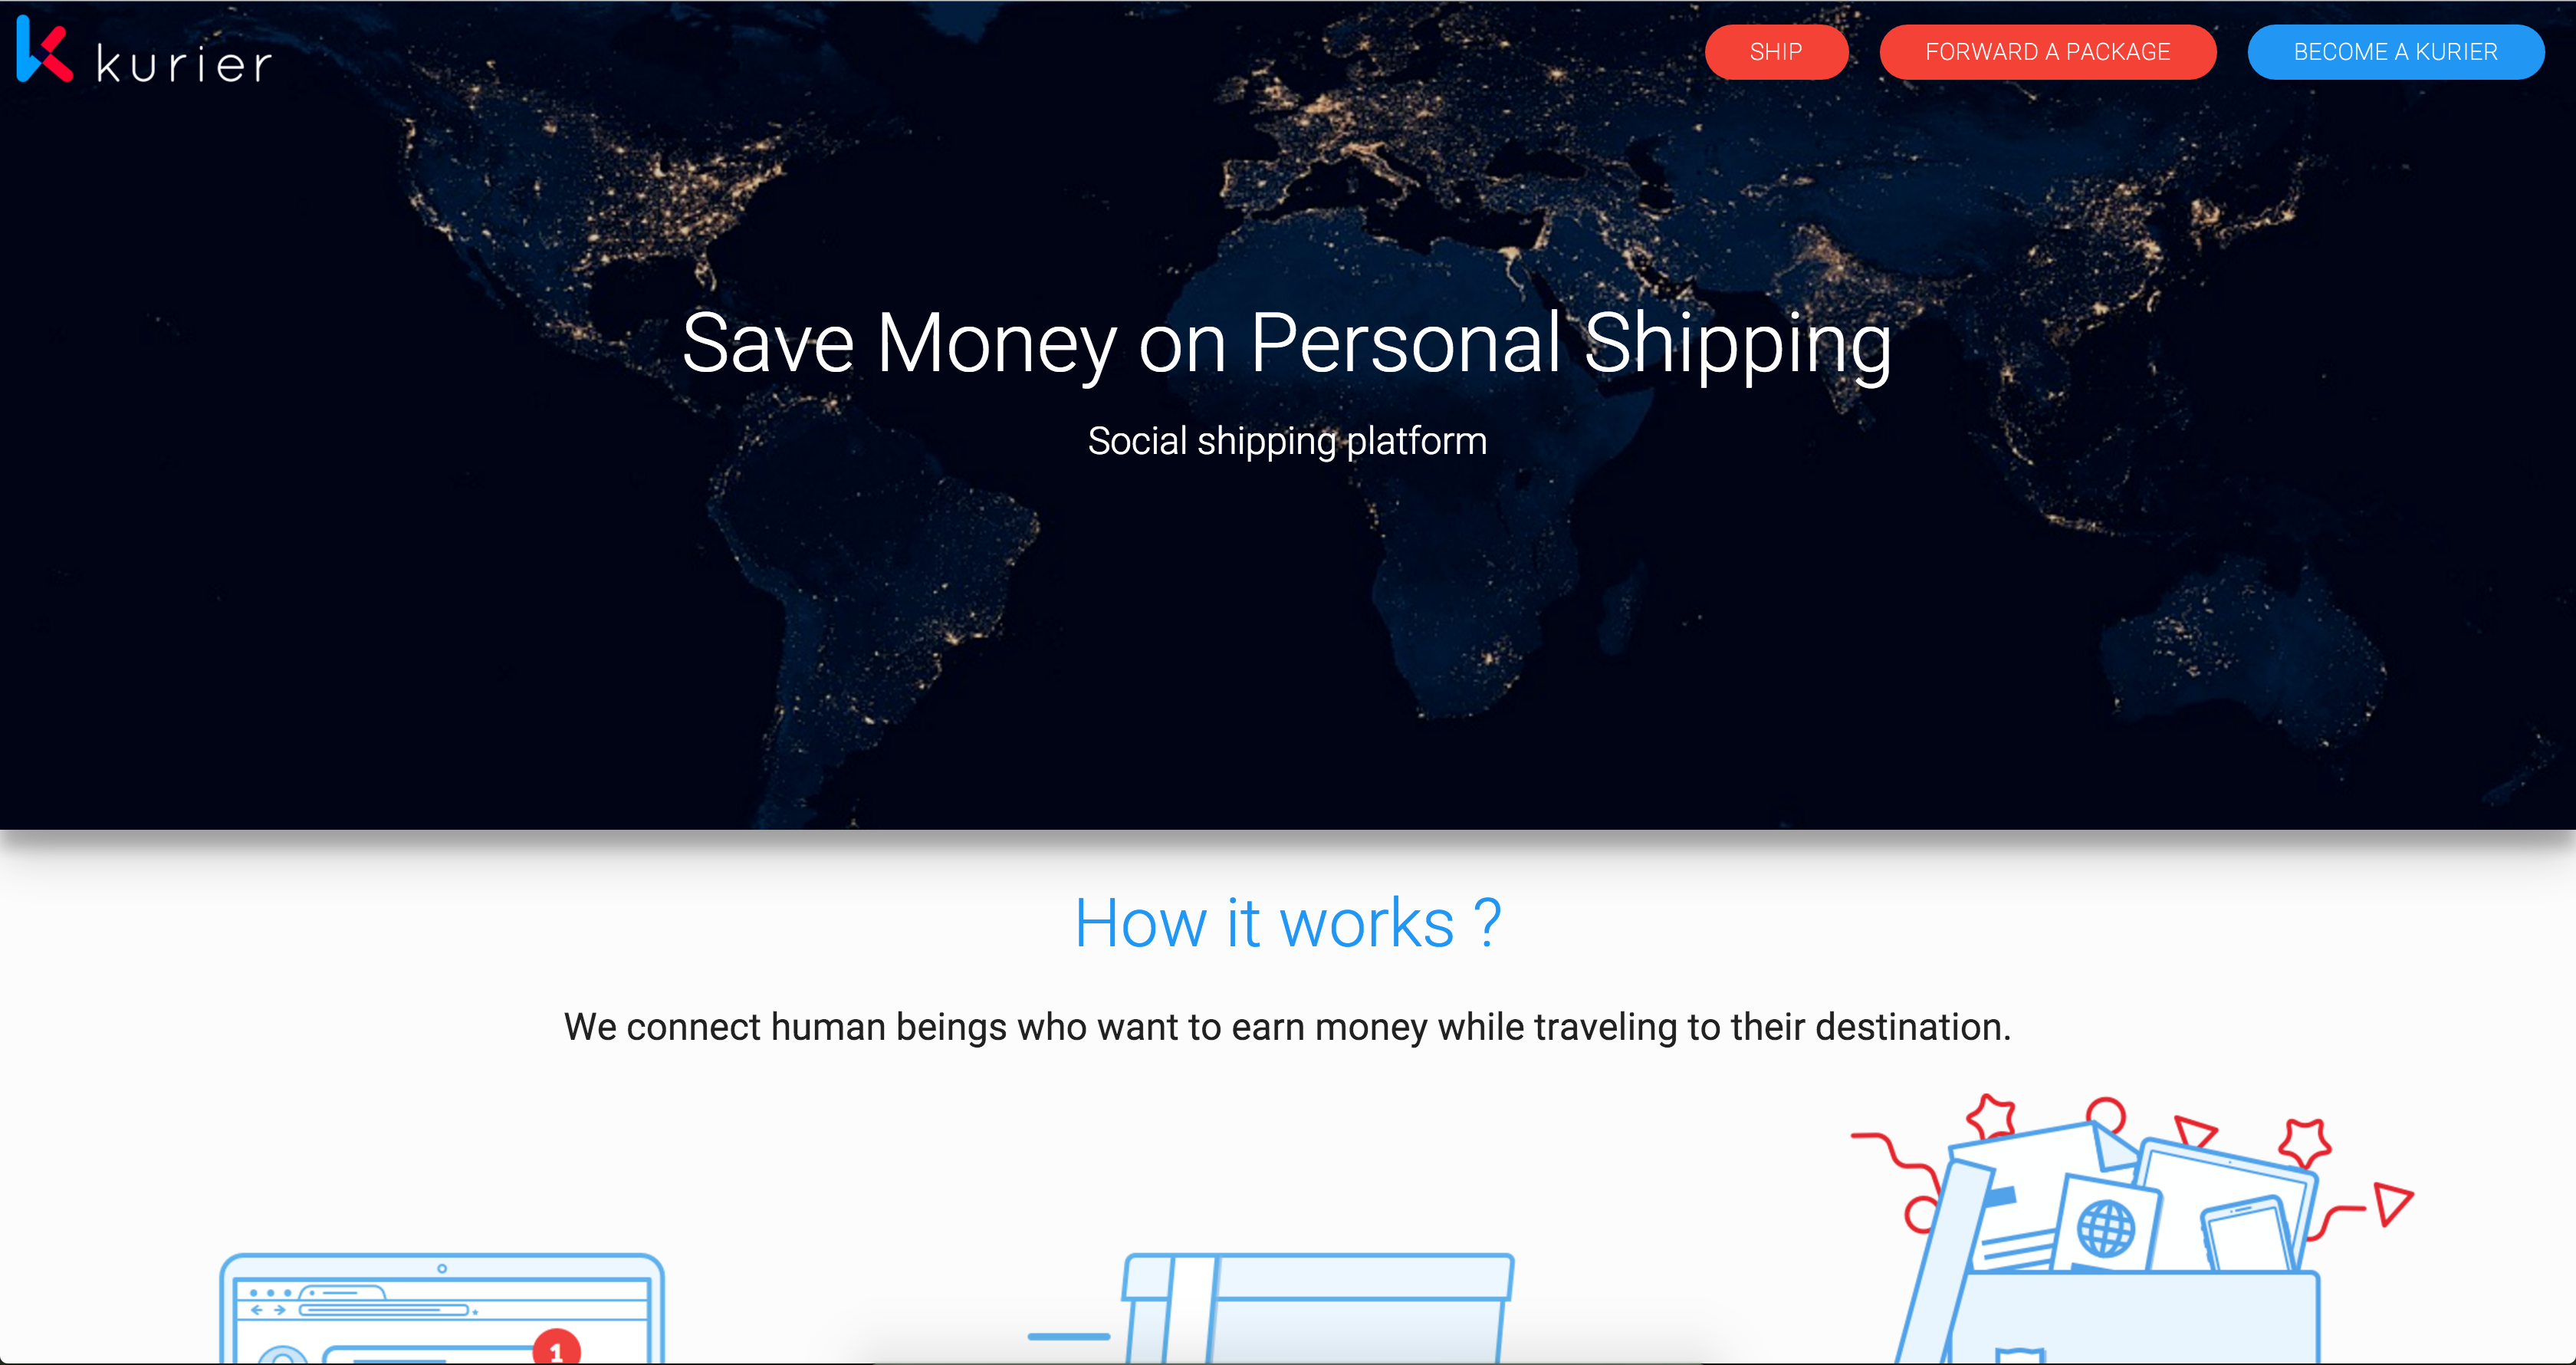 kurier
SHIP
FORWARD A PACKAGE
BECOME A KURIER
Save Money on Personal Shipping
Social shipping platform
How it works ?
We connect human beings who want to earn money while traveling to their destination.
1